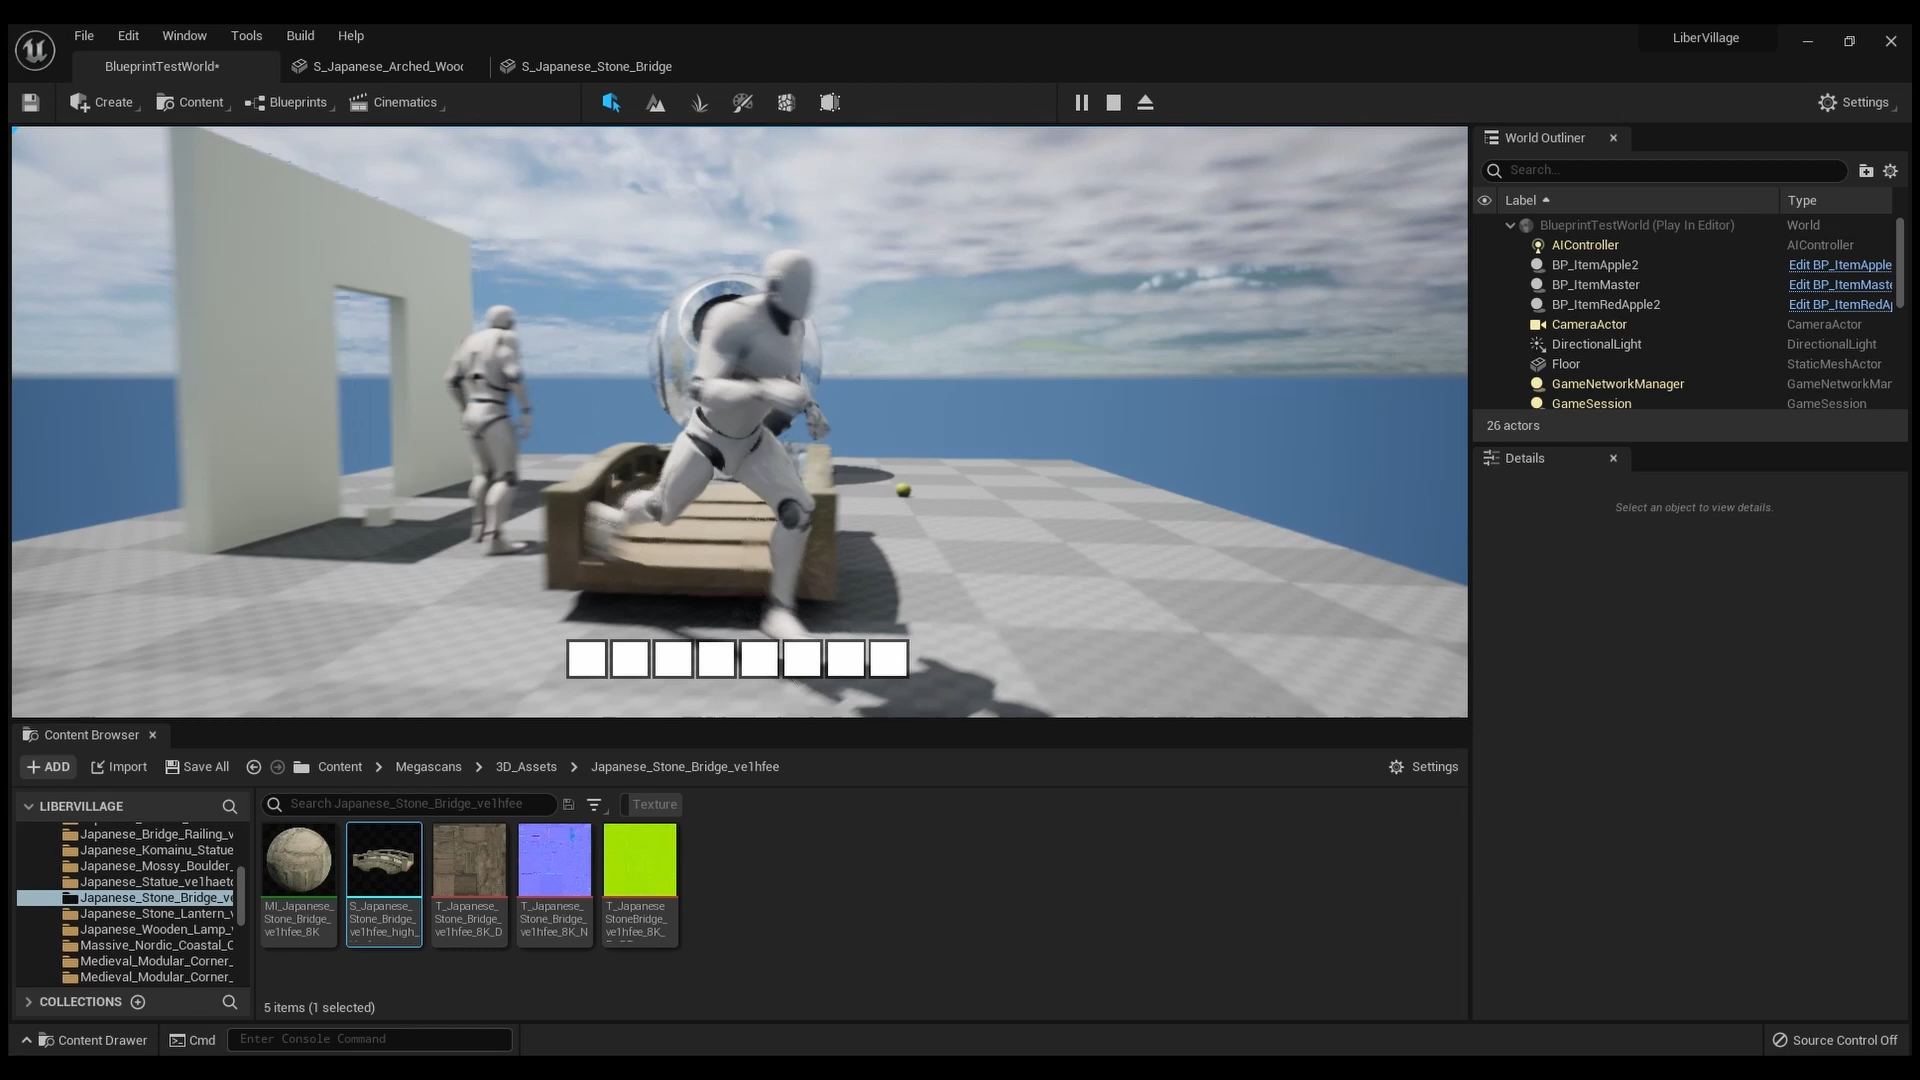 File Edit Window Tools Build Help
LiberVillage
BlueprintTestWorld*
S_Japanese_Arched_Wooc
S_Japanese_Stone_Bridge
Create Content Blueprints Cinematics
Settings
World Outliner
Search...
Label Type
BlueprintTestWorld (Play In Editor) World
AIController AIController
BP_ItemApple2 Edit BP_ItemApple
BP_ItemMaster Edit BP_ItemMaste
BP_ItemRedApple2 Edit BP_ItemRedA
CameraActor CameraActor
DirectionalLight DirectionalLight
Floor StaticMeshActor
GameNetworkManager GameNetworkMar
GameSession GameSession
26 actors
Details
Select an object to view details.
Content Browser
ADD Import Save All Content Megascans 3D_Assets Japanese_Stone_Bridge_ve1hfee
Settings
LIBERVILLAGE
Search Japanese_Stone_Bridge_ve1hfee
Texture
Japanese_Bridge_Railing_v
Japanese_Komainu_Statue
Japanese_Mossy_Boulder_
Japanese_Statue_ve1haetc
Japanese_Stone_Bridge_ve
Japanese_Stone_Lantern_v
Japanese_Wooden_Lamp_v
Massive_Nordic_Coastal_C
Medieval_Modular_Corner_
Medieval_Modular_Corner_
MI_Japanese_
Stone_Bridge_
ve1hfee_8K
S_Japanese_
Stone_Bridge_
ve1hfee_high_
T_Japanese_
Stone_Bridge_
ve1hfee_8K_D
T_Japanese_
Stone_Bridge_
ve1hfee_8K_N
T_Japanese
StoneBridge_
ve1hfee_8K_
5 items (1 selected)
COLLECTIONS
Content Drawer Cmd Enter Console Command
Source Control Off